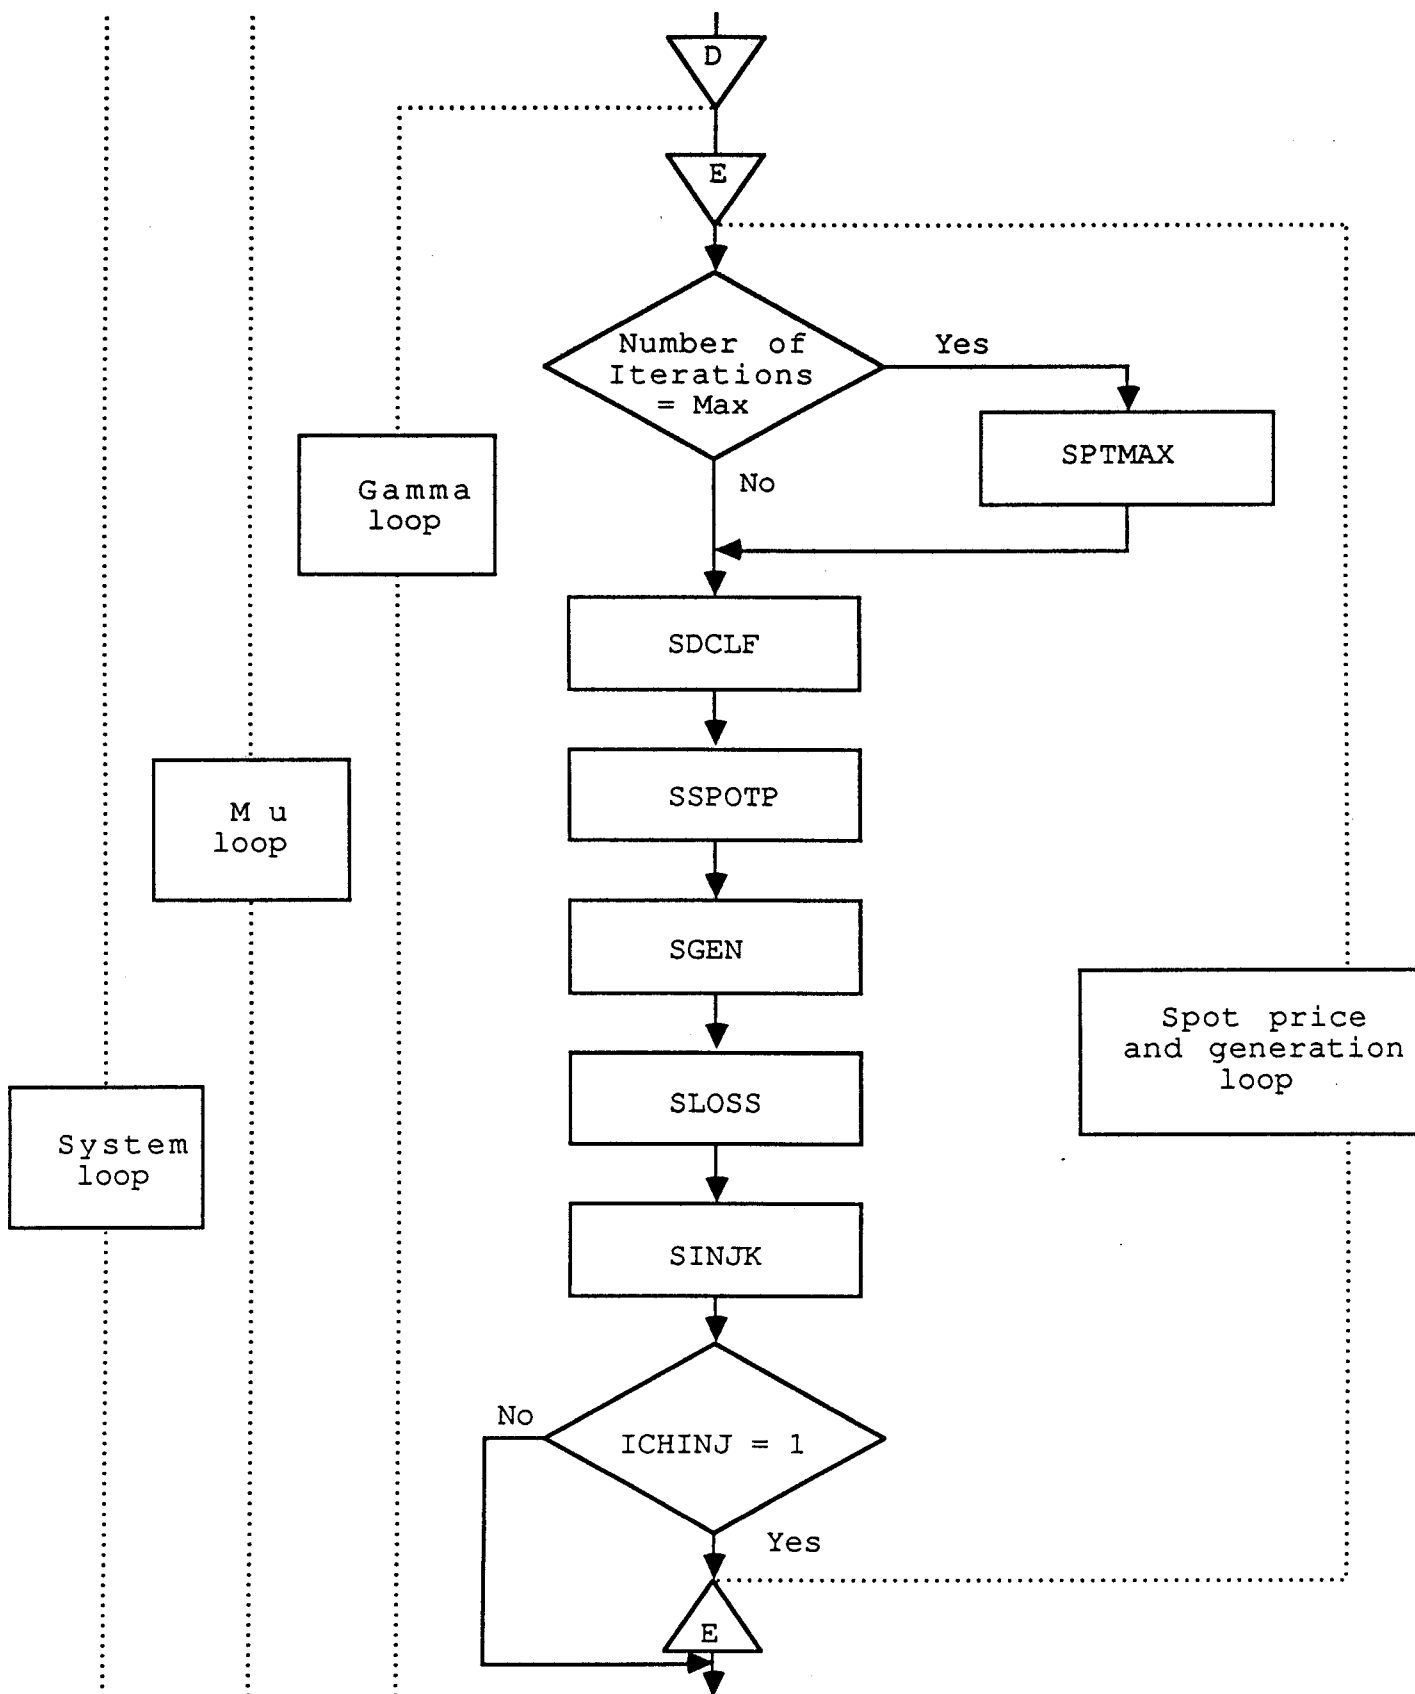 D
E
Number of
Iterations
= Max
Yes
SPTMAX
No
Gamma
loop
SDCLF
SSPOTP
Mu
loop
SGEN
Spot price
and generation
loop
SLOSS
System
loop
SINJK
No
ICHINJ = 1
Yes
E